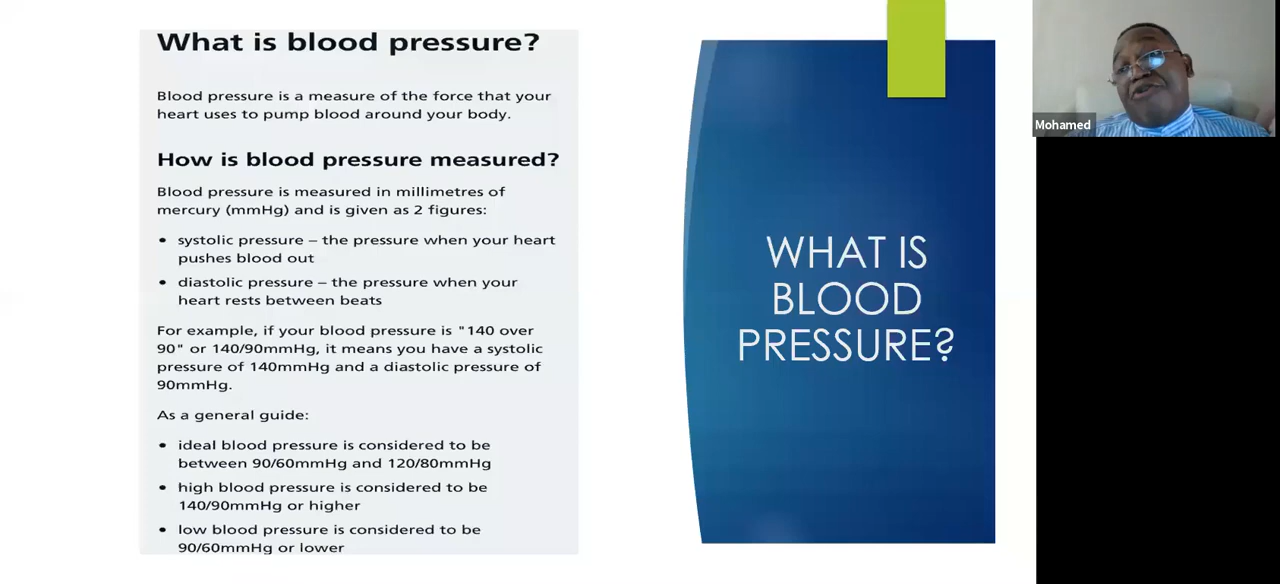 What is blood pressure?
Blood pressure is a measure of the force that your
heart uses to pump blood around your body.
How is blood pressure measured?
Blood pressure is measured in millimetres of
mercury (mmHg) and is given as 2 figures:
• systolic pressure – the pressure when your heart
pushes blood out
• diastolic pressure – the pressure when your
heart rests between beats
For example, if your blood pressure is "140 over
90" or 140/90mmHg, it means you have a systolic
pressure of 140mmHg and a diastolic pressure of
90mmHg.
As a general guide:
• ideal blood pressure is considered to be
between 90/60mmHg and 120/80mmHg
• high blood pressure is considered to be
140/90mmHg or higher
• low blood pressure is considered to be
90/60mmHg or lower
WHAT IS
BLOOD
PRESSURE?
Mohamed